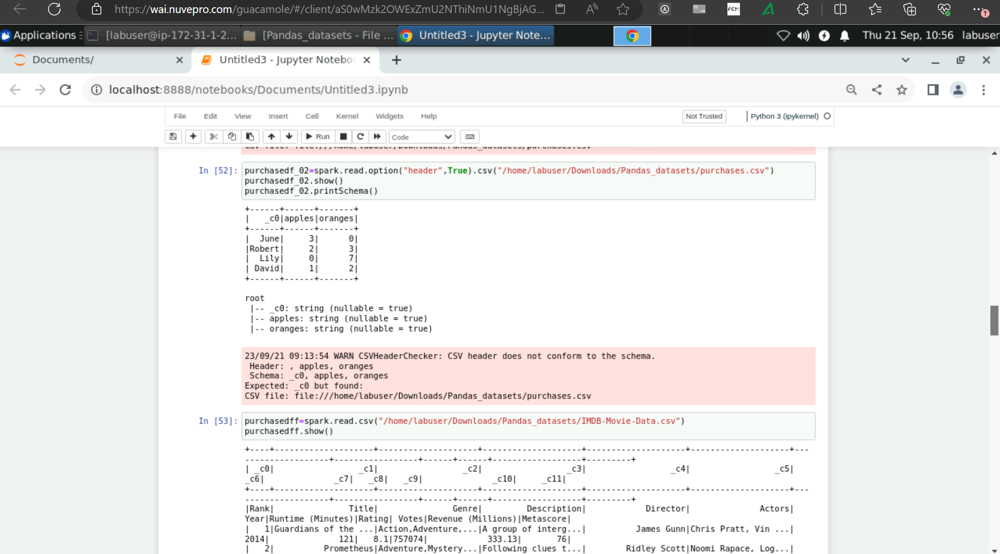 https://wai.nuvepro.com/guacamole/#/client/aS0wMzk2OWExZmU2NThiNmU1NgBjAG...
Applications [labuser@ip-172-31-1-2... [Pandas_datasets - File ... Untitled3 - Jupyter Note... Thu 21 Sep, 10:56 labuser
Documents/ Untitled3 - Jupyter Noteboo
localhost:8888/notebooks/Documents/Untitled3.ipynb
File Edit View Insert Cell Kernel Widgets Help Not Trusted Python 3 (ipykernel)
Run Code
CSV file: file:///home/labuser/Downloads/Pandas_datasets/purchases.csv
In [52]: purchasedf_02=spark.read.option("header",True).csv("/home/labuser/Downloads/Pandas_datasets/purchases.csv")
purchasedf_02.show()
purchasedf_02.printSchema()
+------+------+-------+
|   _c0|apples|oranges|
+------+------+-------+
|  June|     3|      0|
|Robert|     2|      3|
|  Lily|     0|      7|
| David|     1|      2|
+------+------+-------+
root
 |-- _c0: string (nullable = true)
 |-- apples: string (nullable = true)
 |-- oranges: string (nullable = true)
23/09/21 09:13:54 WARN CSVHeaderChecker: CSV header does not conform to the schema.
 Header: , apples, oranges
 Schema: _c0, apples, oranges
Expected: _c0 but found:
CSV file: file:///home/labuser/Downloads/Pandas_datasets/purchases.csv
In [53]: purchasedff=spark.read.csv("/home/labuser/Downloads/Pandas_datasets/IMDB-Movie-Data.csv")
purchasedff.show()
+----+--------------------+--------------------+--------------------+--------------------+--------------------+---
-----------------+-----------------+------+------+------------------+---------+
| _c0|                 _c1|                 _c2|                 _c3|                 _c4|                 _c5|
_c6|              _c7|   _c8|   _c9|              _c10|     _c11|
+----+--------------------+--------------------+--------------------+--------------------+--------------------+---
-----------------+-----------------+------+------+------------------+---------+
|Rank|               Title|               Genre|         Description|            Director|              Actors|
Year|Runtime (Minutes)|Rating| Votes|Revenue (Millions)|Metascore|
|   1|Guardians of the ...|Action,Adventure,...|A group of interg...|          James Gunn|Chris Pratt, Vin ...|
2014|              121|   8.1|757074|            333.13|      76|
|   2|          Prometheus|Adventure,Mystery...|Following clues t...|        Ridley Scott|Noomi Rapace, Log...|